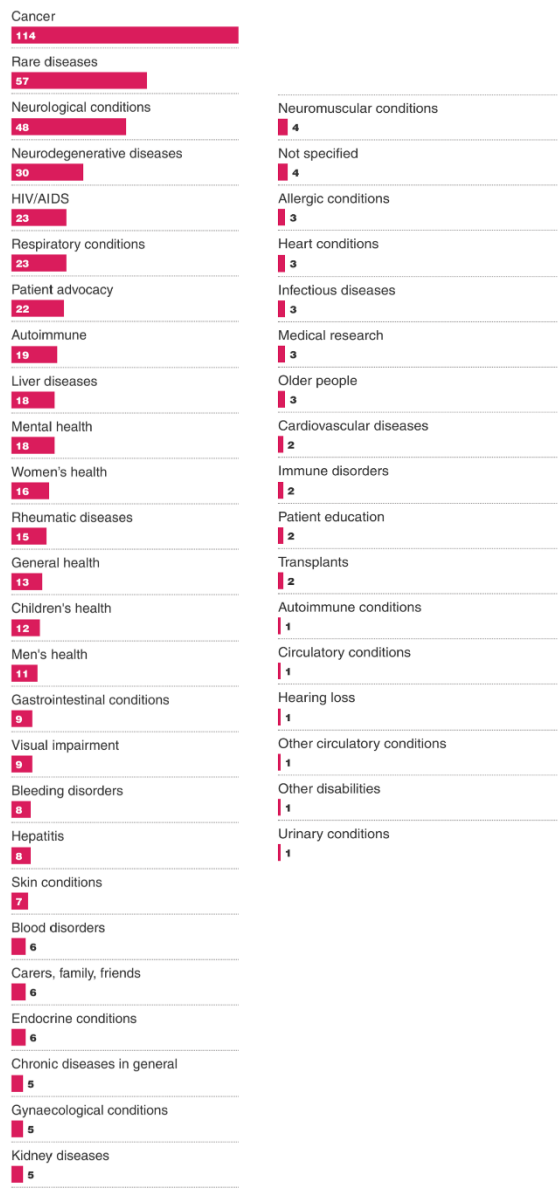 Cancer
114
Rare diseases
57
Neurological conditions
48
Neurodegenerative diseases
30
HIV/AIDS
23
Respiratory conditions
23
Patient advocacy
22
Autoimmune
19
Liver diseases
18
Mental health
18
Women's health
16
Rheumatic diseases
15
General health
13
Children's health
12
Men's health
11
Gastrointestinal conditions
9
Visual impairment
9
Bleeding disorders
8
Hepatitis
8
Skin conditions
7
Blood disorders
6
Carers, family, friends
6
Endocrine conditions
6
Chronic diseases in general
5
Gynaecological conditions
5
Kidney diseases
5
Neuromuscular conditions
4
Not specified
4
Allergic conditions
3
Heart conditions
3
Infectious diseases
3
Medical research
3
Older people
3
Cardiovascular diseases
2
Immune disorders
2
Patient education
2
Transplants
2
Autoimmune conditions
1
Circulatory conditions
1
Hearing loss
1
Other circulatory conditions
1
Other disabilities
1
Urinary conditions
1